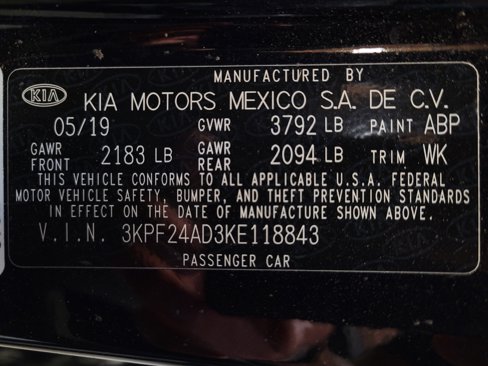 MANUFACTURED BY
KIA KIA MOTORS MEXICO S.A. DE C.V.
05/19 GVWR 3792 LB PAINT ABP
GAWR FRONT 2183 LB GAWR REAR 2094 LB TRIM WK
THIS VEHICLE CONFORMS TO ALL APPLICABLE U.S.A. FEDERAL
MOTOR VEHICLE SAFETY, BUMPER, AND THEFT PREVENTION STANDARDS
IN EFFECT ON THE DATE OF MANUFACTURE SHOWN ABOVE.
V.I.N. 3KPF24AD3KE118843
PASSENGER CAR